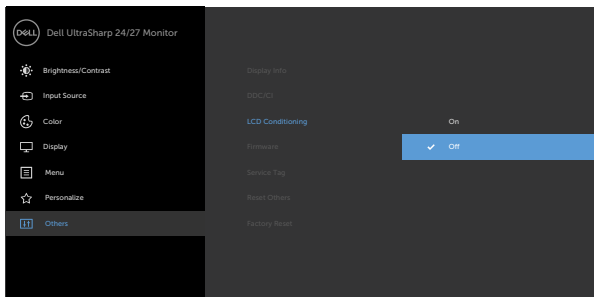 DELL
Dell UltraSharp 24/27 Monitor
Brightness/Contrast
Input Source
Color
Display
Menu
Personalize
Others
Display Info
DDC/CI
LCD Conditioning
Firmware
Service Tag
Reset Others
Factory Reset
On
Off